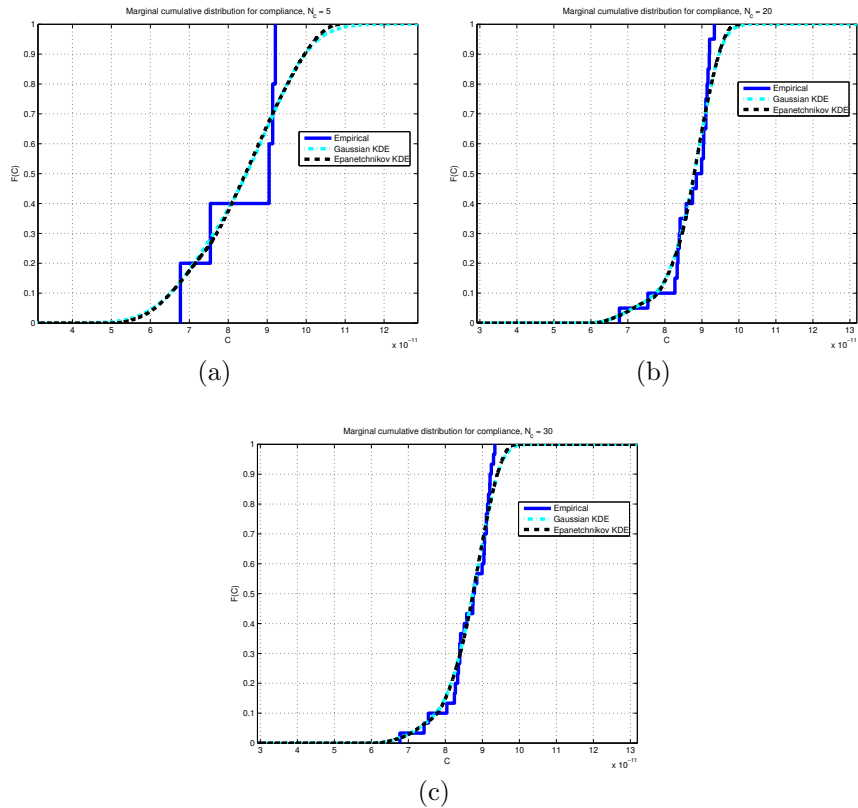 Marginal cumulative distribution for compliance, N_c = 5
1
0.9
0.8
0.7
0.6
0.5
0.4
0.3
0.2
0.1
0
F(C)
Empirical
Gaussian KDE
Epanetchnikov KDE
4 5 6 7 8 9 10 11 12
C
x 10^-11
(a)
Marginal cumulative distribution for compliance, N_c = 20
1
0.9
0.8
0.7
0.6
0.5
0.4
0.3
0.2
0.1
0
F(C)
Empirical
Gaussian KDE
Epanetchnikov KDE
3 4 5 6 7 8 9 10 11 12 13
C
x 10^-11
(b)
Marginal cumulative distribution for compliance, N_c = 30
1
0.9
0.8
0.7
0.6
0.5
0.4
0.3
0.2
0.1
0
F(C)
Empirical
Gaussian KDE
Epanetchnikov KDE
3 4 5 6 7 8 9 10 11 12 13
C
x 10^-11
(c)